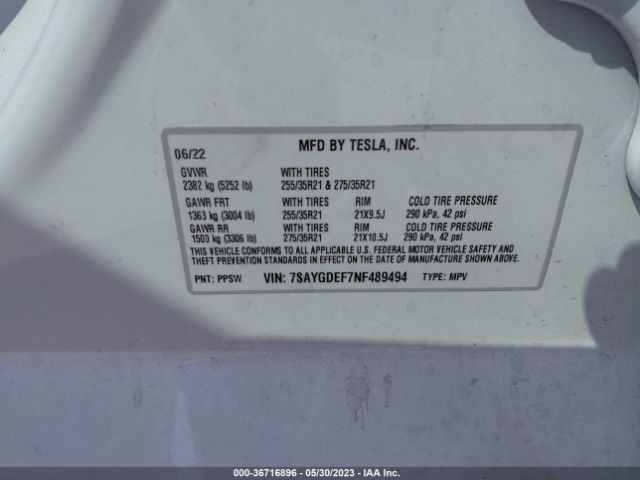 06/22 MFD BY TESLA, INC.
GVWR WITH TIRES
2382 kg (5252 lb) 255/35R21 & 275/35R21
GAWR FRT WITH TIRES RIM COLD TIRE PRESSURE
1363 kg (3004 lb) 255/35R21 21X9.5J 290 kPa, 42 psi
GAWR RR WITH TIRES RIM COLD TIRE PRESSURE
1500 kg (3306 lb) 275/35R21 21X10.5J 290 kPa, 42 psi
THIS VEHICLE CONFORMS TO ALL APPLICABLE U.S. FEDERAL MOTOR VEHICLE SAFETY AND
THEFT PREVENTION STANDARDS IN EFFECT ON THE DATE OF MANUFACTURE SHOWN ABOVE.
PNT: PPSW VIN: 7SAYGDEF7NF489494 TYPE: MPV
000-36716896 - 05/30/2023 - IAA Inc.